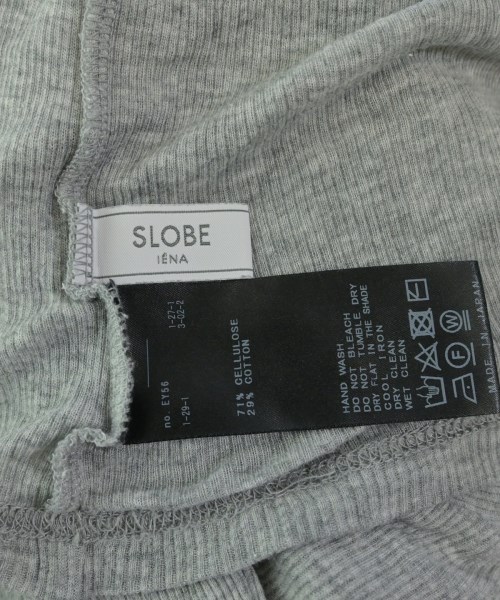 SLOBE
IÉNA
1-27-1
3-02-2
no. EY56
1-29-1
71% CELLULOSE
29% COTTON
HAND WASH
DO NOT BLEACH
DO NOT TUMBLE DRY
DRY FLAT IN THE SHADE
COOL IRON
DRY CLEAN
WET CLEAN
F
W
MADE IN JAPAN